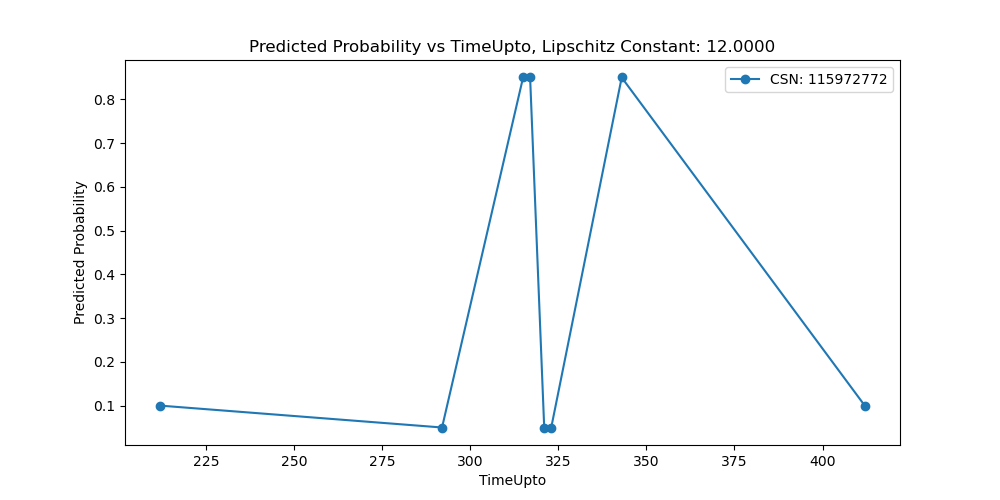 Predicted Probability vs TimeUpto, Lipschitz Constant: 12.0000
CSN: 115972772
Predicted Probability
0.8
0.7
0.6
0.5
0.4
0.3
0.2
0.1
225 250 275 300 325 350 375 400
TimeUpto